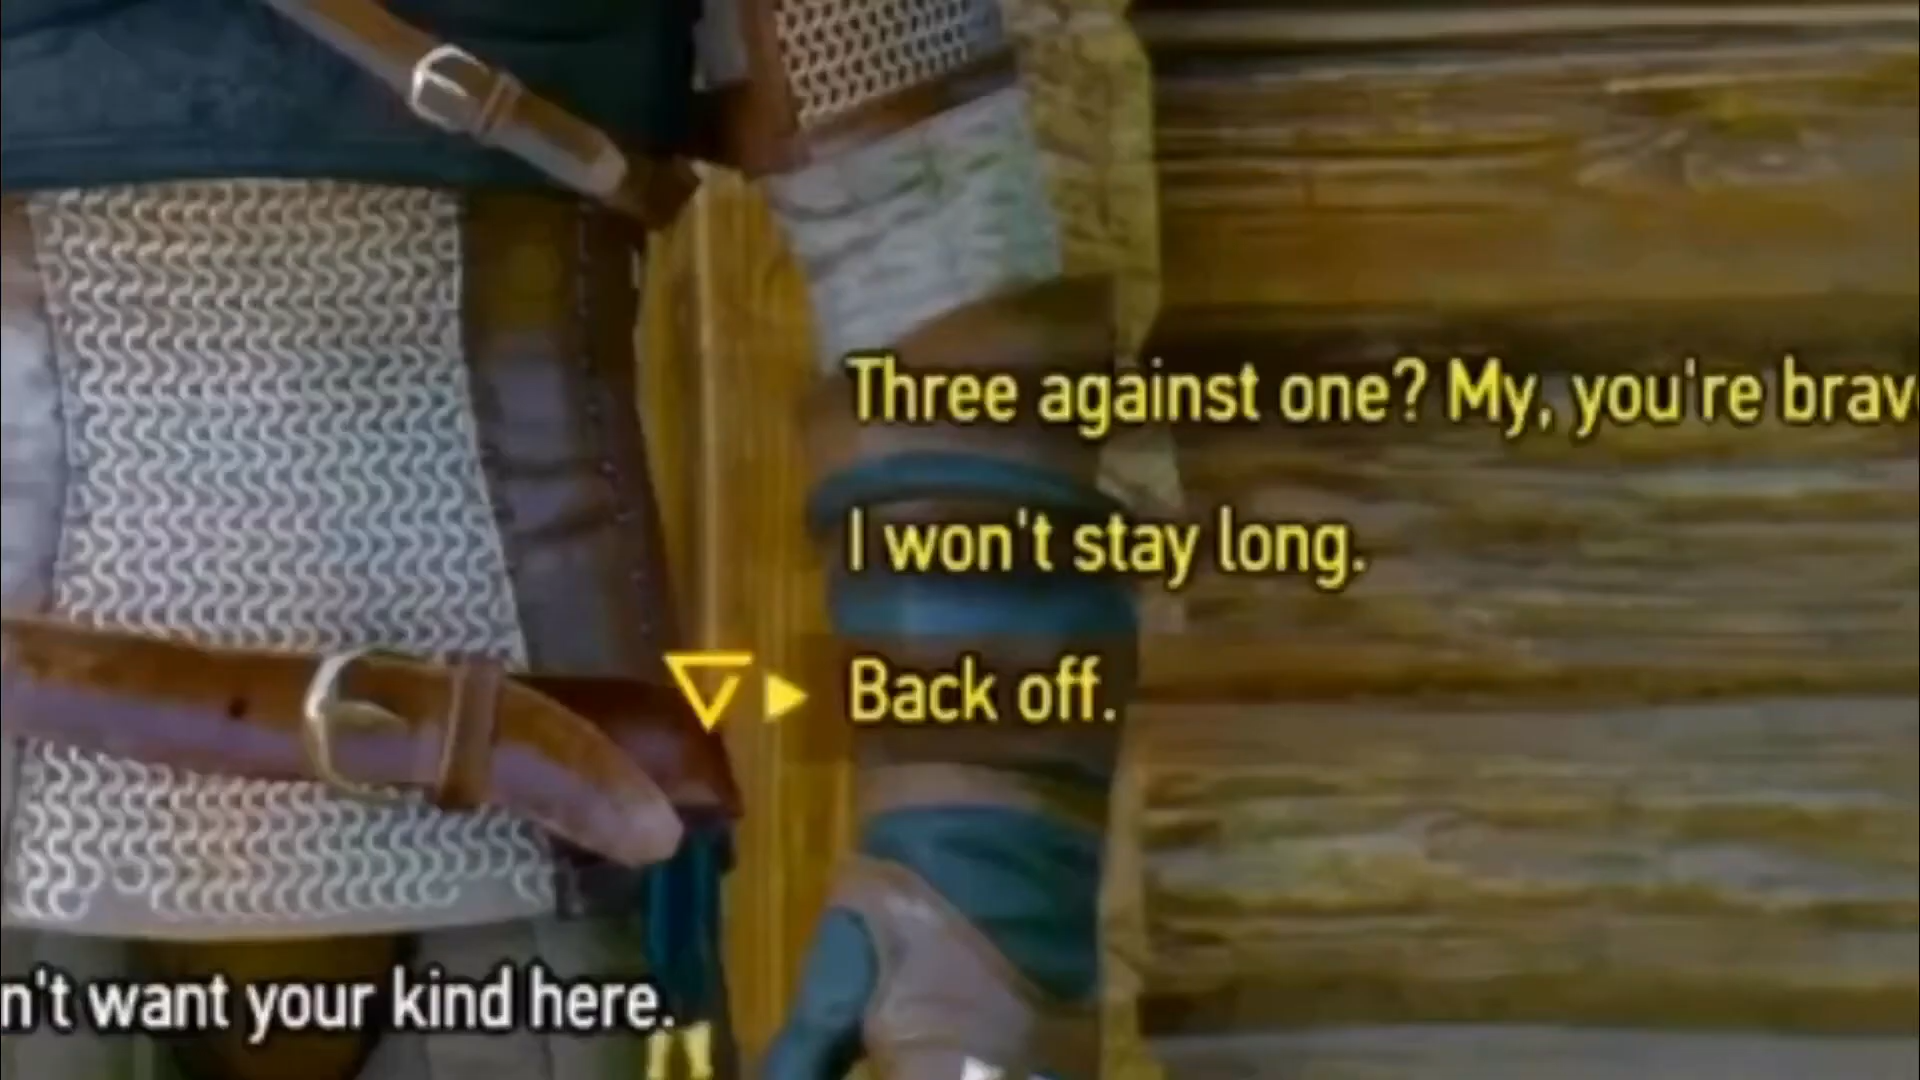 Three against one? My, you're brav
I won't stay long.
Back off.
n't want your kind here.